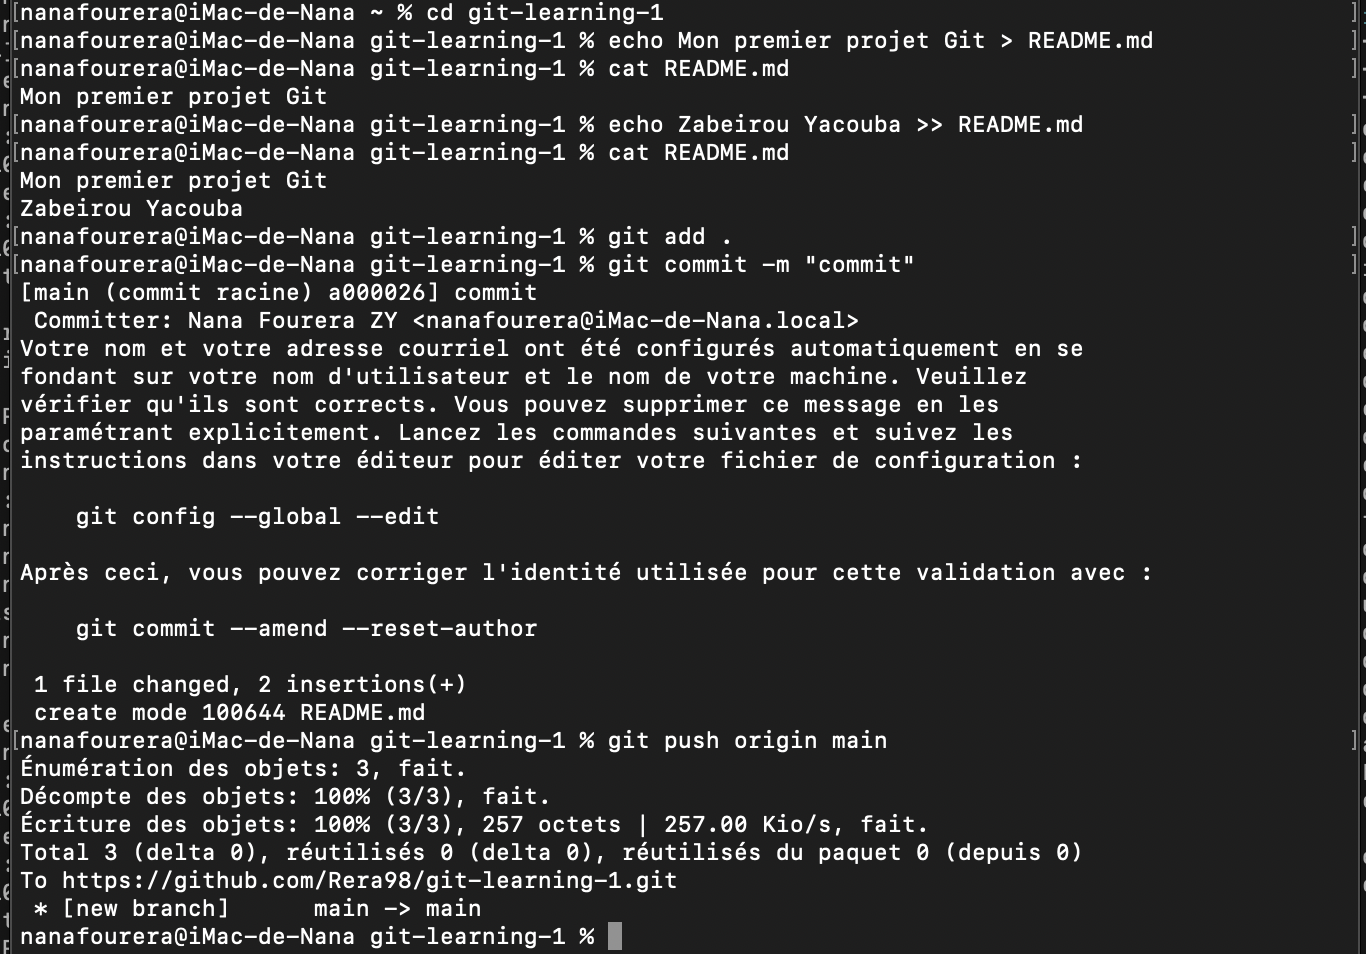 [nanafourera@iMac-de-Nana ~ % cd git-learning-1 ]
[nanafourera@iMac-de-Nana git-learning-1 % echo Mon premier projet Git > README.md ]
[nanafourera@iMac-de-Nana git-learning-1 % cat README.md ]
Mon premier projet Git
[nanafourera@iMac-de-Nana git-learning-1 % echo Zabeirou Yacouba >> README.md ]
[nanafourera@iMac-de-Nana git-learning-1 % cat README.md ]
Mon premier projet Git
Zabeirou Yacouba
[nanafourera@iMac-de-Nana git-learning-1 % git add . ]
[nanafourera@iMac-de-Nana git-learning-1 % git commit -m "commit" ]
[main (commit racine) a000026] commit
 Committer: Nana Fourera ZY <nanafourera@iMac-de-Nana.local>
Votre nom et votre adresse courriel ont été configurés automatiquement en se
fondant sur votre nom d'utilisateur et le nom de votre machine. Veuillez
vérifier qu'ils sont corrects. Vous pouvez supprimer ce message en les
paramétrant explicitement. Lancez les commandes suivantes et suivez les
instructions dans votre éditeur pour éditer votre fichier de configuration :
    git config --global --edit
Après ceci, vous pouvez corriger l'identité utilisée pour cette validation avec :
    git commit --amend --reset-author
 1 file changed, 2 insertions(+)
 create mode 100644 README.md
[nanafourera@iMac-de-Nana git-learning-1 % git push origin main ]
Énumération des objets: 3, fait.
Décompte des objets: 100% (3/3), fait.
Écriture des objets: 100% (3/3), 257 octets | 257.00 Kio/s, fait.
Total 3 (delta 0), réutilisés 0 (delta 0), réutilisés du paquet 0 (depuis 0)
To https://github.com/Rera98/git-learning-1.git
 * [new branch]      main -> main
nanafourera@iMac-de-Nana git-learning-1 %